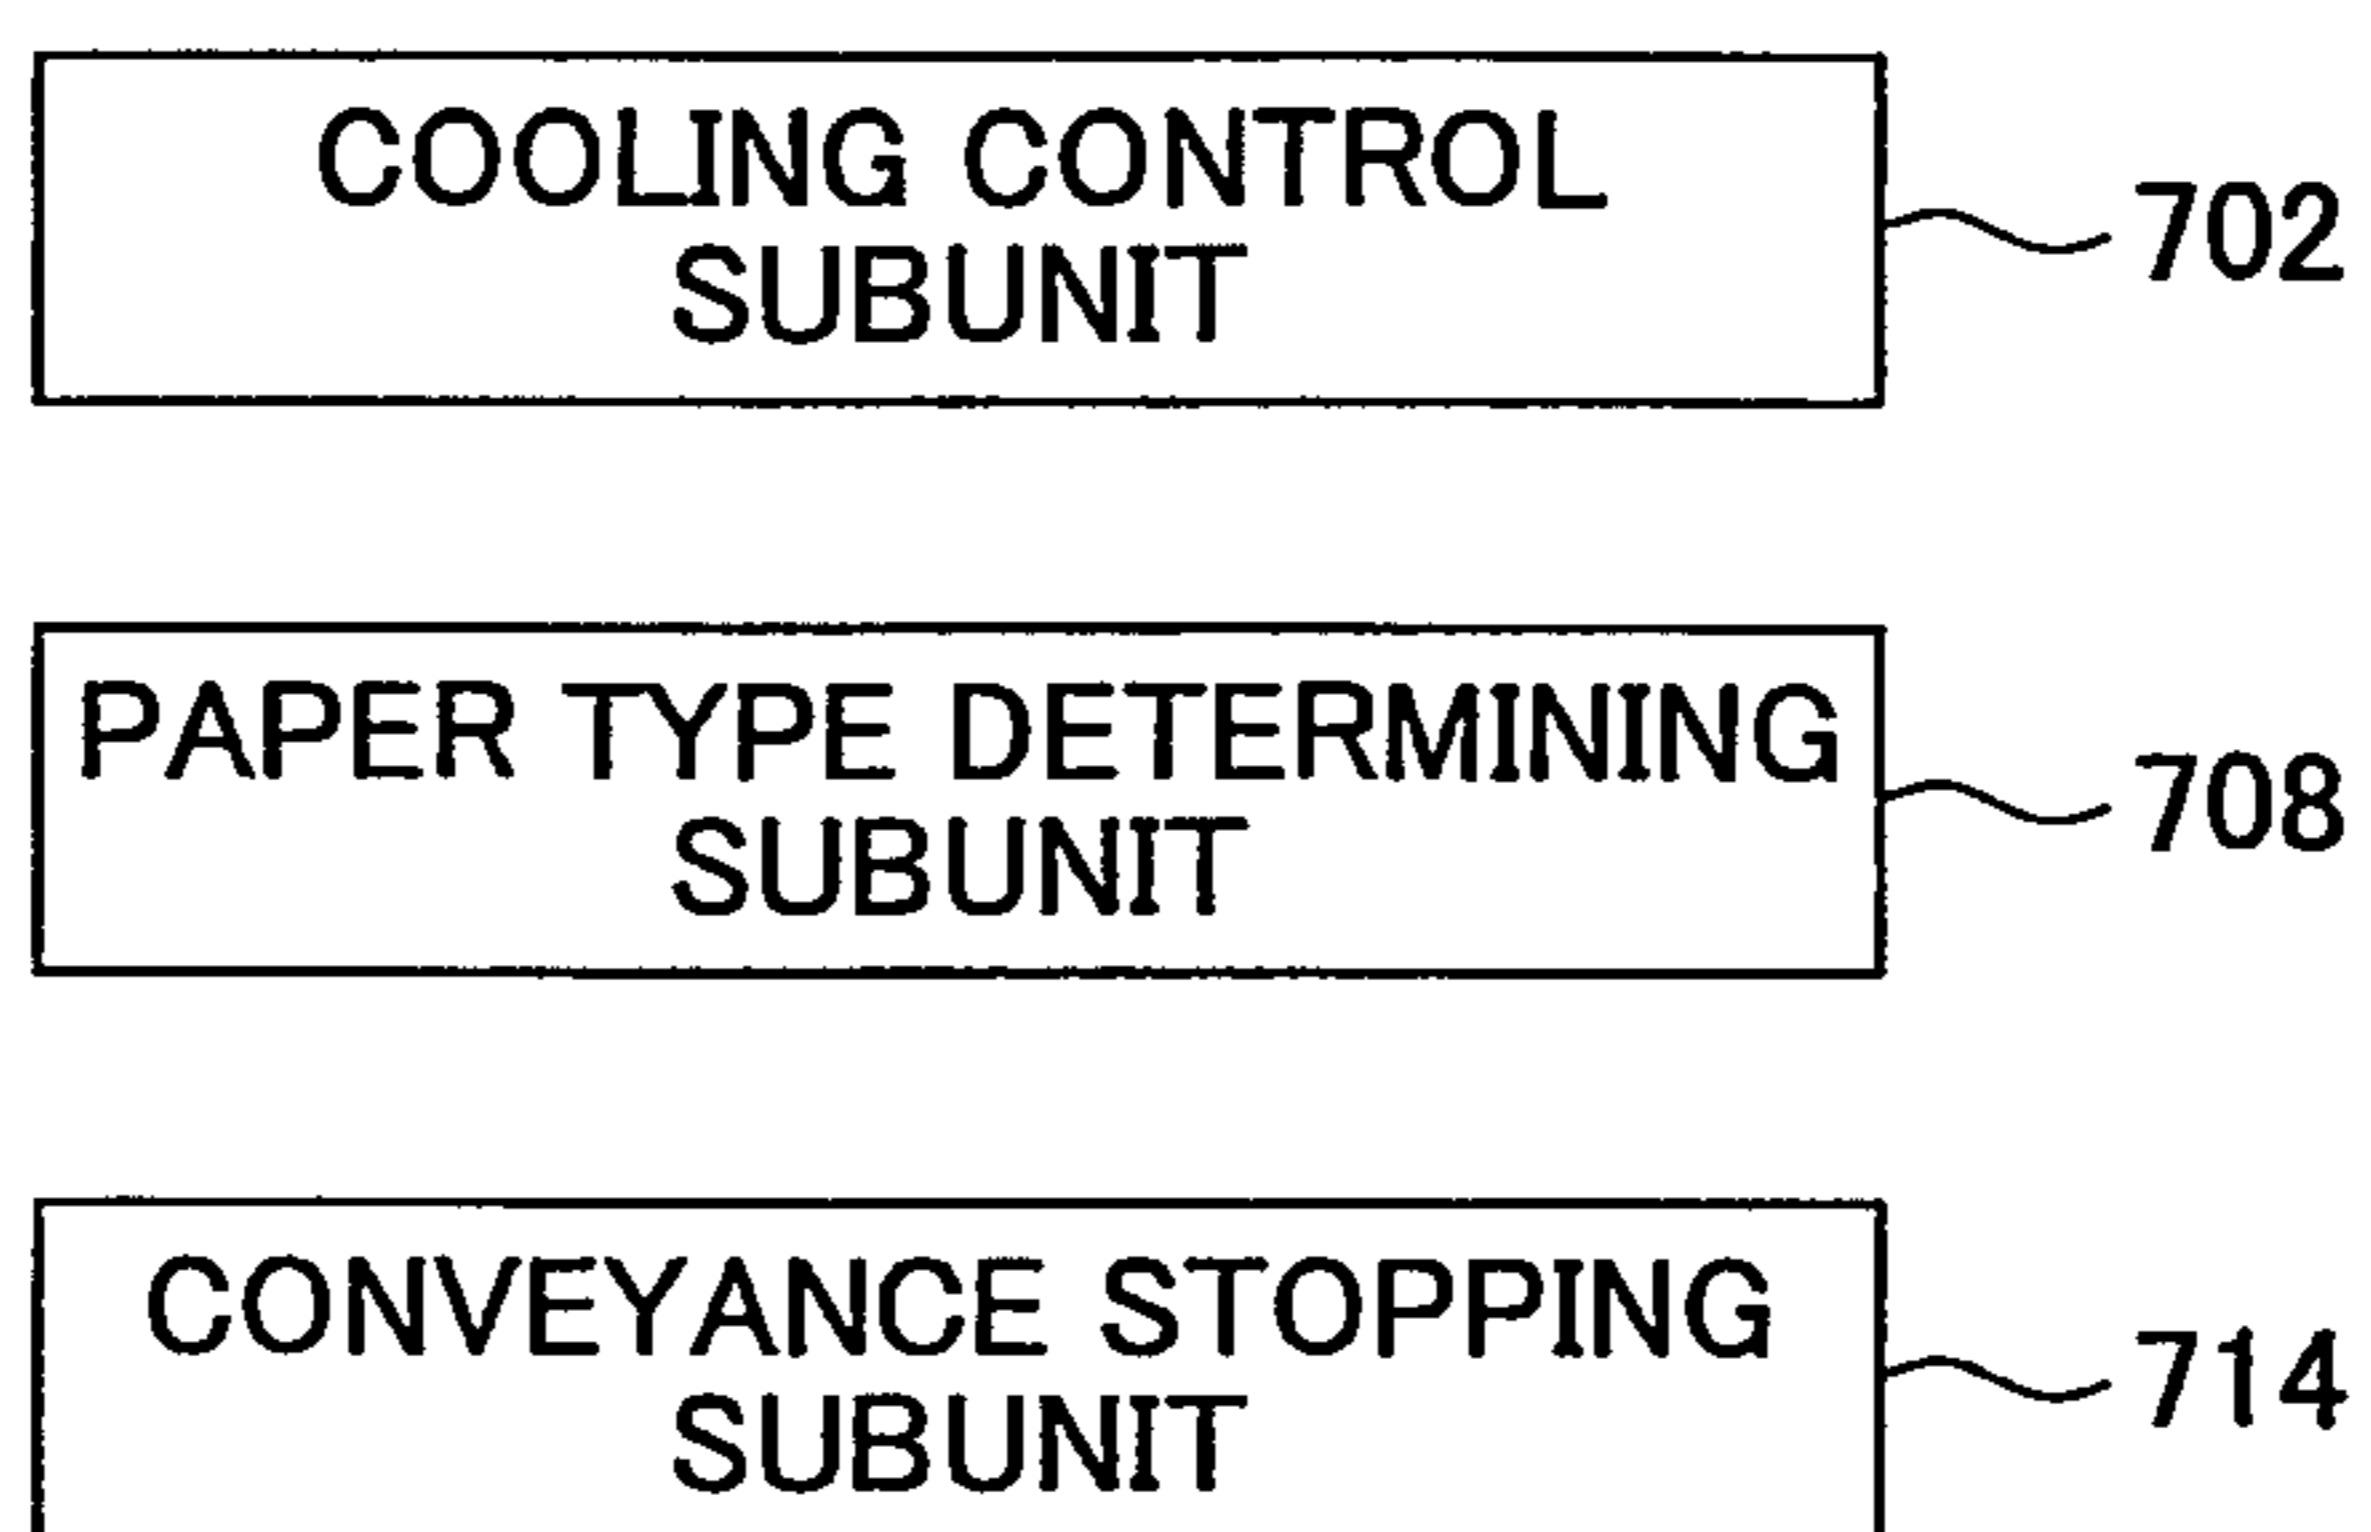 COOLING CONTROL
SUBUNIT
702
PAPER TYPE DETERMINING
SUBUNIT
708
CONVEYANCE STOPPING
SUBUNIT
714